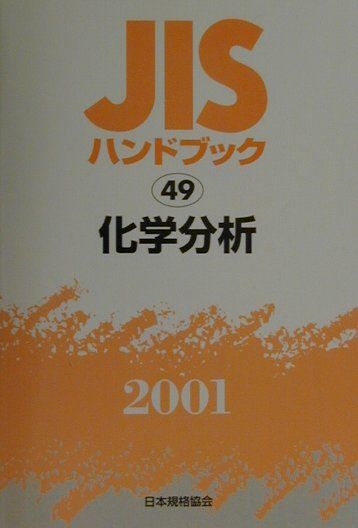 JIS
ハンドブック
49
化学分析
2001
日本規格協会